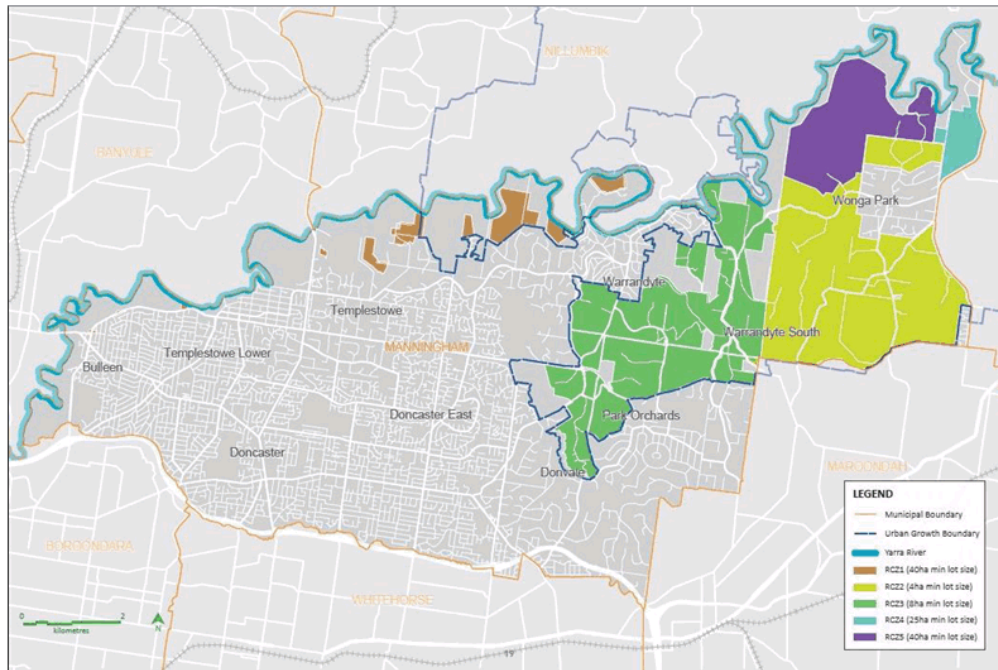 NILLUMBIK
BANYULE
Wonga Park
Warrandyte
Templestowe
Warrandyte South
MANNINGHAM
Templestowe Lower
Bulleen
Doncaster East
Park Orchards
Doncaster
Donvale
MAROONDAH
BOROONDARA
WHITEHORSE
LEGEND
Municipal Boundary
Urban Growth Boundary
Yarra River
RCZ1 (40ha min lot size)
RCZ2 (4ha min lot size)
RCZ3 (8ha min lot size)
RCZ4 (25ha min lot size)
RCZ5 (40ha min lot size)
0 2
kilometres
N
19